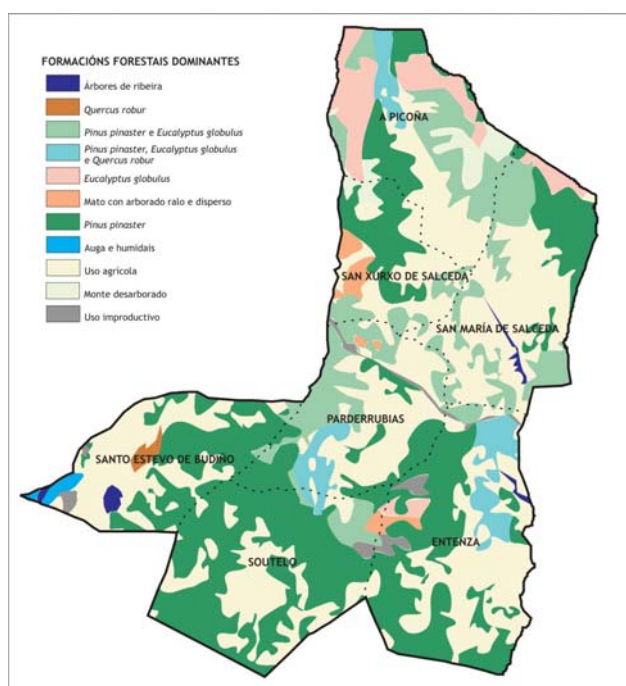 FORMACIÓNS FORESTAIS DOMINANTES
Árbores de ribeira
Quercus robur
Pinus pinaster e Eucalyptus globulus
Pinus pinaster, Eucalyptus globulus
e Quercus robur
Eucalyptus globulus
Mato con arborado ralo e disperso
Pinus pinaster
Auga e humidais
Uso agrícola
Monte desarborado
Uso improductivo
A PICOÑA
SAN XURXO DE SALCEDA
SAN MARÍA DE SALCEDA
PARDERRUBIAS
SANTO ESTEVO DE BUDIÑO
ENTENZA
SOUTELO